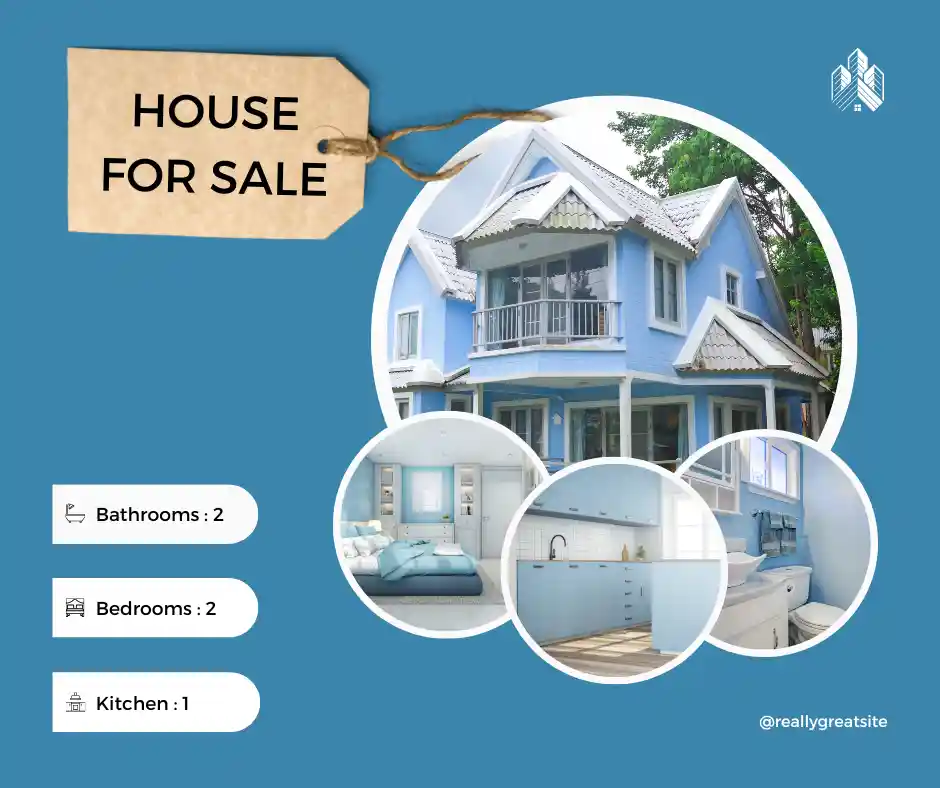 HOUSE
FOR SALE
Bathrooms : 2
Bedrooms : 2
Kitchen : 1
@reallygreatsite